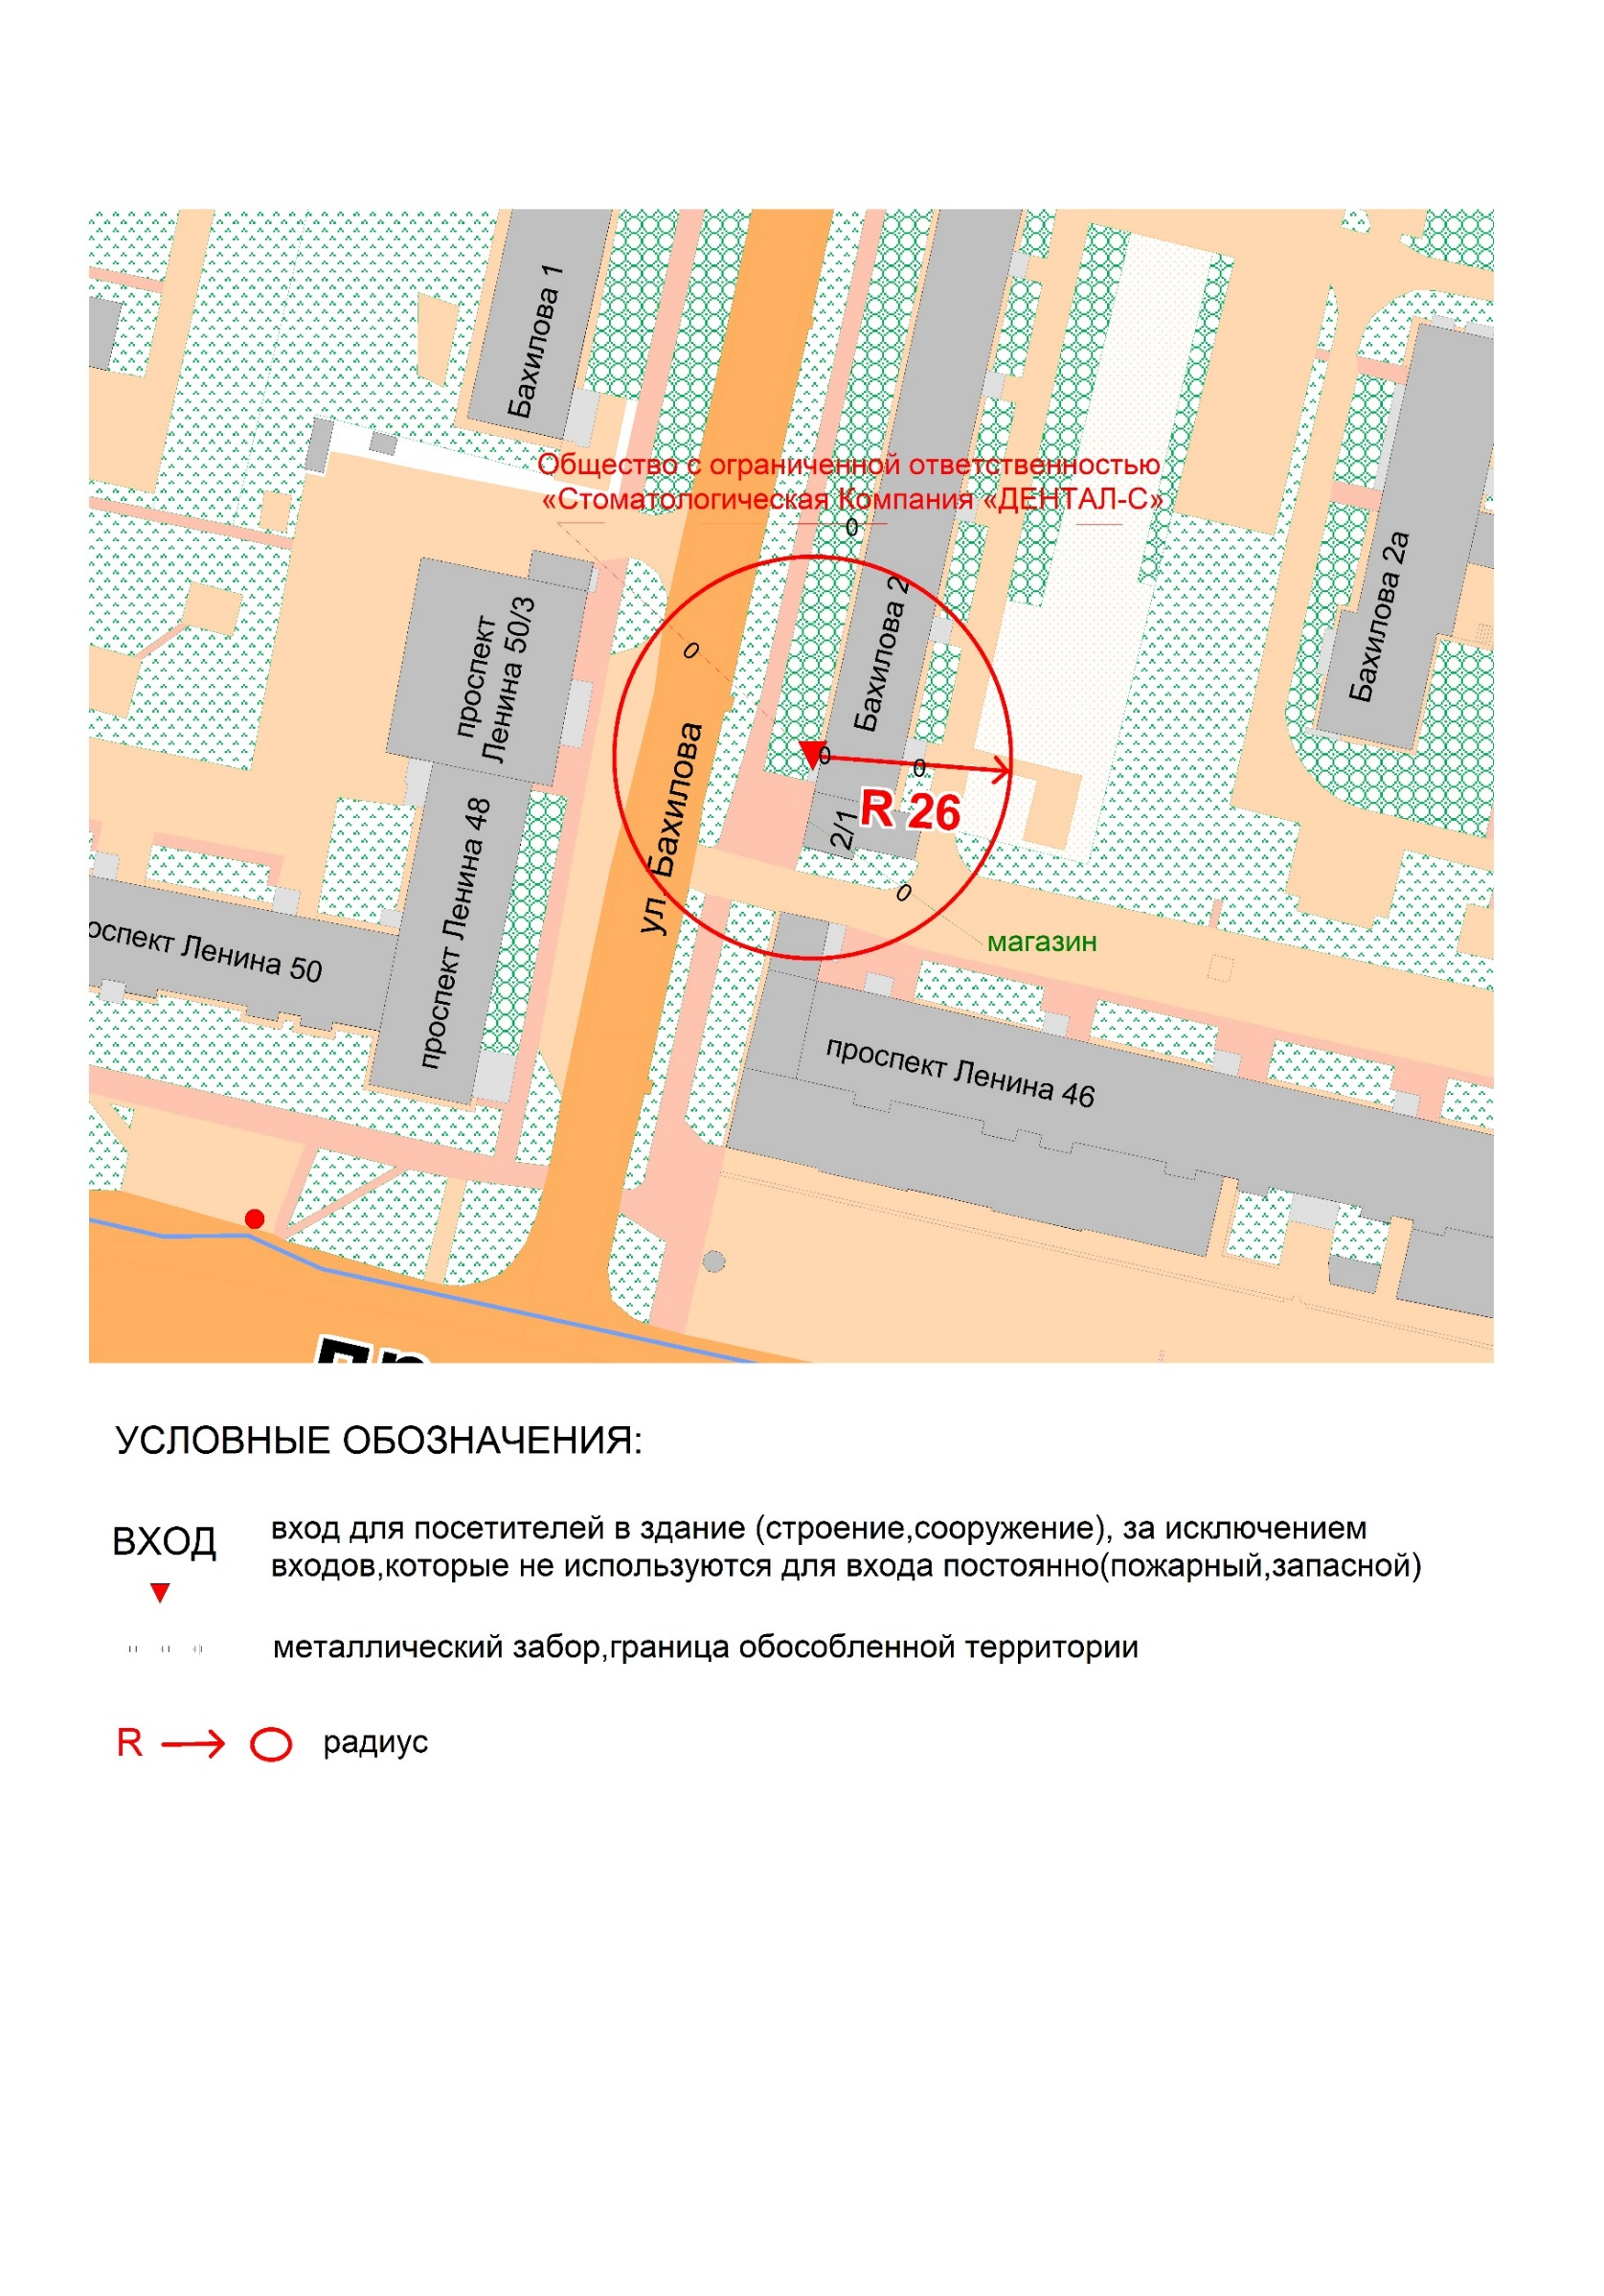 Бахилова 1
Общество с ограниченной ответственностью
«Стоматологическая Компания «ДЕНТАЛ-С»
0
Бахилова 2
Бахилова 2а
проспект
Ленина 50/3
0
ул. Бахилова
0
0
R 26
2/1
проспект Ленина 48
0
магазин
оспект Ленина 50
проспект Ленина 46
УСЛОВНЫЕ ОБОЗНАЧЕНИЯ:
ВХОД
вход для посетителей в здание (строение,сооружение), за исключением
входов,которые не используются для входа постоянно(пожарный,запасной)
металлический забор,граница обособленной территории
R
радиус